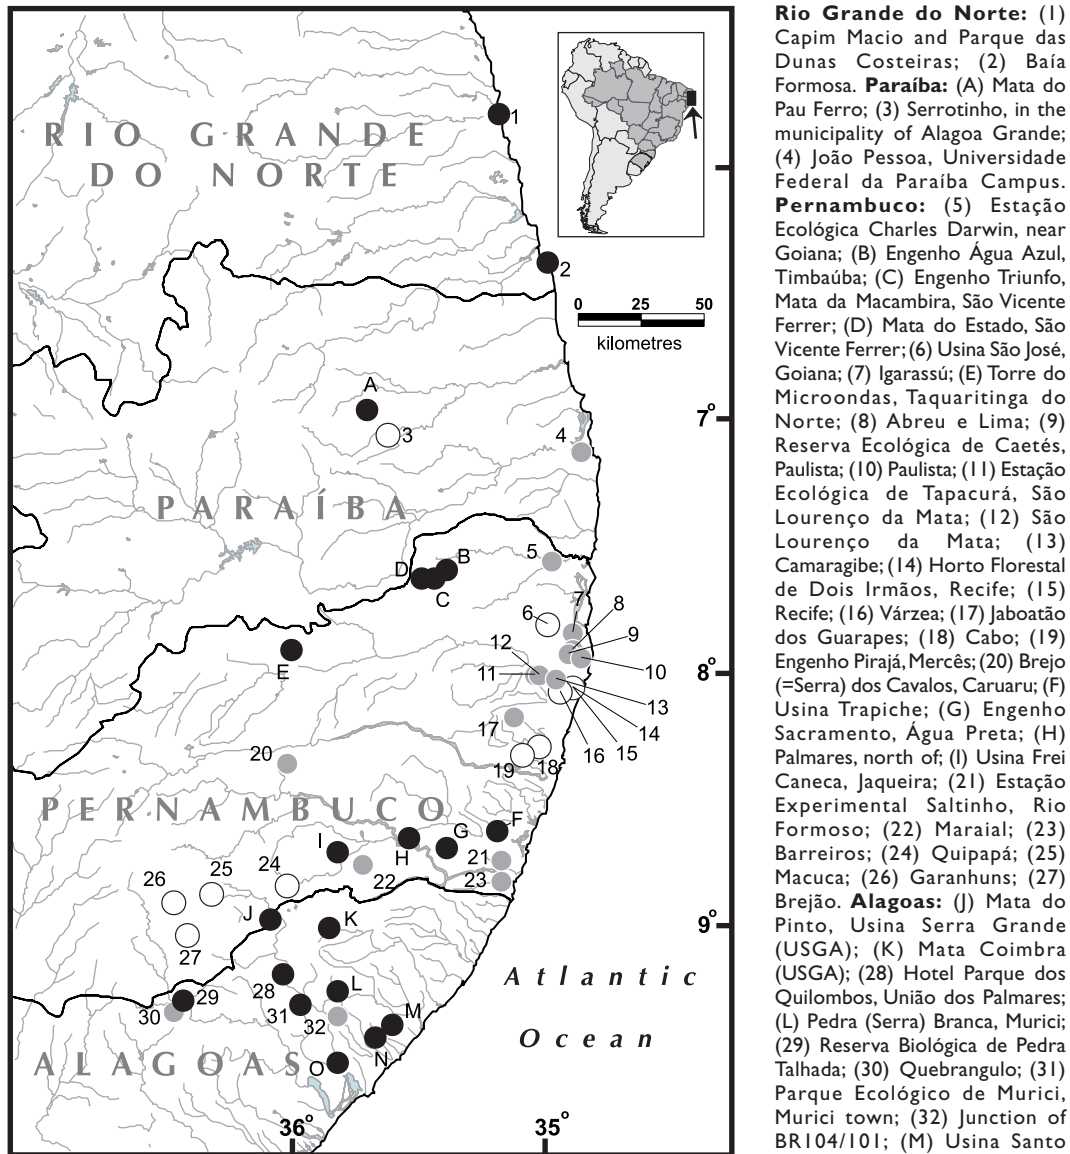 RIO GRANDE
DO NORTE
1
2
0 25 50
kilometres
A
3
4
7°
PARAÍBA
B
D
C
5
7
8
6
9
12
E
11
10
8°
13
14
17
15
16
18
19
20
PERNAMBUCO
F
G
I
H
21
22
23
24
25
26
27
J
K
9°
28
L
29
30
31
32
M
N
O
ALAGOAS
Atlantic
Ocean
36°
35°
Rio Grande do Norte: (1)
Capim Macio and Parque das
Dunas Costeiras; (2) Baía
Formosa. Paraíba: (A) Mata do
Pau Ferro; (3) Serrotinho, in the
municipality of Alagoa Grande;
(4) João Pessoa, Universidade
Federal da Paraíba Campus.
Pernambuco: (5) Estação
Ecológica Charles Darwin, near
Goiana; (B) Engenho Água Azul,
Timbaúba; (C) Engenho Triunfo,
Mata da Macambira, São Vicente
Ferrer; (D) Mata do Estado, São
Vicente Ferrer; (6) Usina São José,
Goiana; (7) Igarassú; (E) Torre do
Microondas, Taquaritinga do
Norte; (8) Abreu e Lima; (9)
Reserva Ecológica de Caetés,
Paulista; (10) Paulista; (11) Estação
Ecológica de Tapacurá, São
Lourenço da Mata; (12) São
Lourenço da Mata; (13)
Camaragibe; (14) Horto Florestal
de Dois Irmãos, Recife; (15)
Recife; (16) Várzea; (17) Jaboatão
dos Guarapes; (18) Cabo; (19)
Engenho Pirajá, Mercês; (20) Brejo
(=Serra) dos Cavalos, Caruaru; (F)
Usina Trapiche; (G) Engenho
Sacramento, Água Preta; (H)
Palmares, north of; (I) Usina Frei
Caneca, Jaqueira; (21) Estação
Experimental Saltinho, Rio
Formoso; (22) Maraial; (23)
Barreiros; (24) Quipapá; (25)
Macuca; (26) Garanhuns; (27)
Brejão. Alagoas: (J) Mata do
Pinto, Usina Serra Grande
(USGA); (K) Mata Coimbra
(USGA); (28) Hotel Parque dos
Quilombos, União dos Palmares;
(L) Pedra (Serra) Branca, Murici;
(29) Reserva Biológica de Pedra
Talhada; (30) Quebrangulo; (31)
Parque Ecológico de Murici,
Murici town; (32) Junction of
BR104/101; (M) Usina Santo